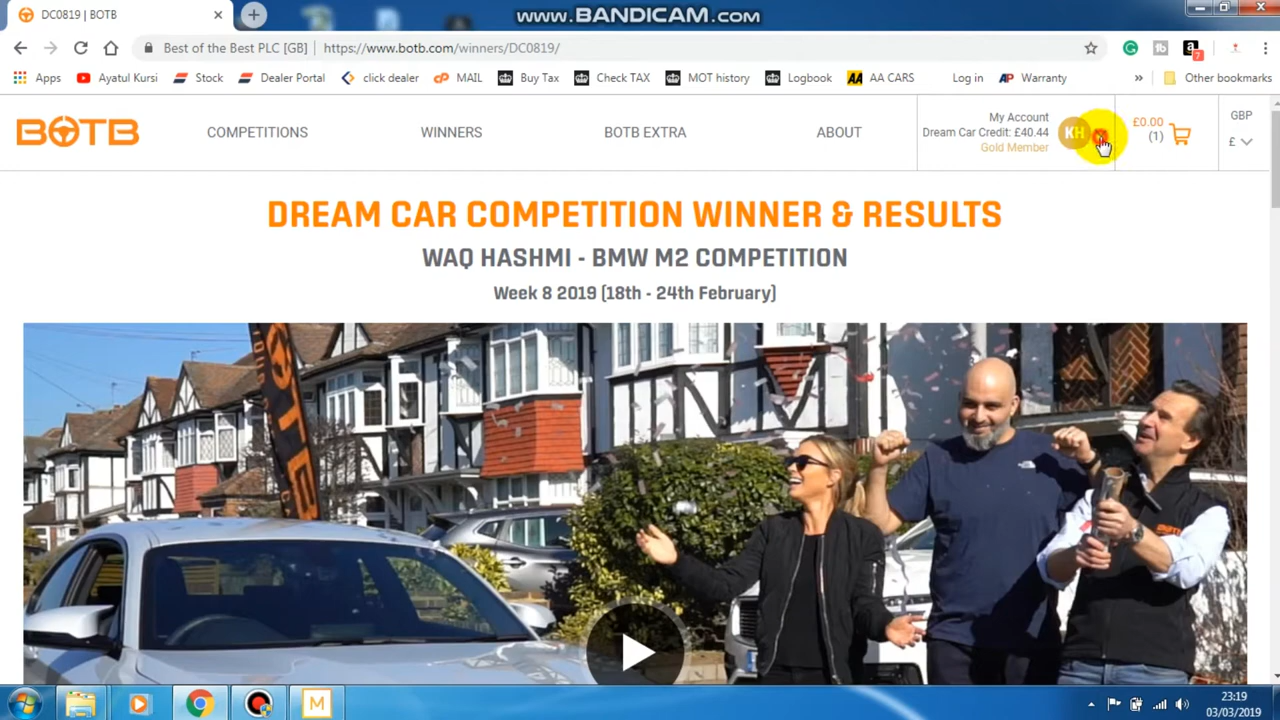 www.BANDICAM.com
DC0819 | BOTB
Best of the Best PLC [GB] | https://www.botb.com/winners/DC0819/
Apps Ayatul Kursi Stock Dealer Portal click dealer MAIL Buy Tax Check TAX MOT history Logbook AA CARS Log in Warranty » Other bookmarks
BOTB COMPETITIONS WINNERS BOTB EXTRA ABOUT
My Account
Dream Car Credit: £40.44
Gold Member
KH
£0.00
(1)
GBP
£
DREAM CAR COMPETITION WINNER & RESULTS
WAQ HASHMI - BMW M2 COMPETITION
Week 8 2019 (18th - 24th February)
23:19
03/03/2019